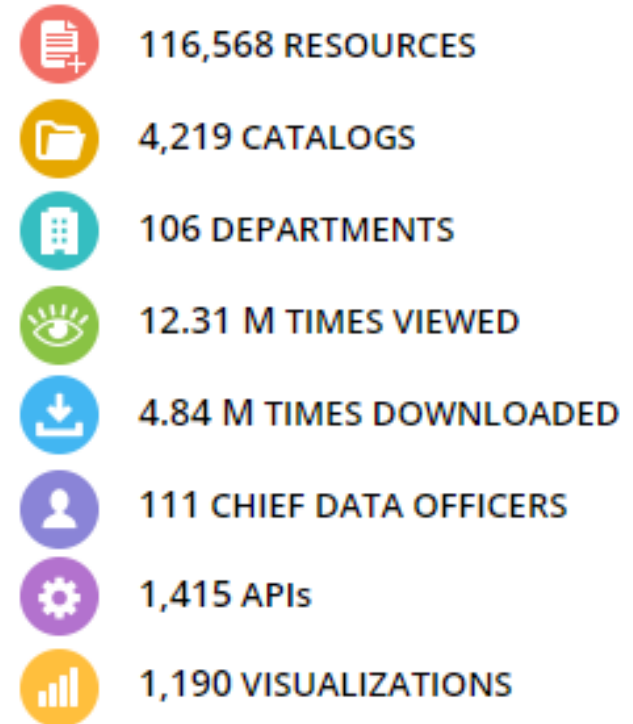 116,568 RESOURCES
4,219 CATALOGS
106 DEPARTMENTS
12.31 M TIMES VIEWED
4.84 M TIMES DOWNLOADED
111 CHIEF DATA OFFICERS
1,415 APIs
1,190 VISUALIZATIONS